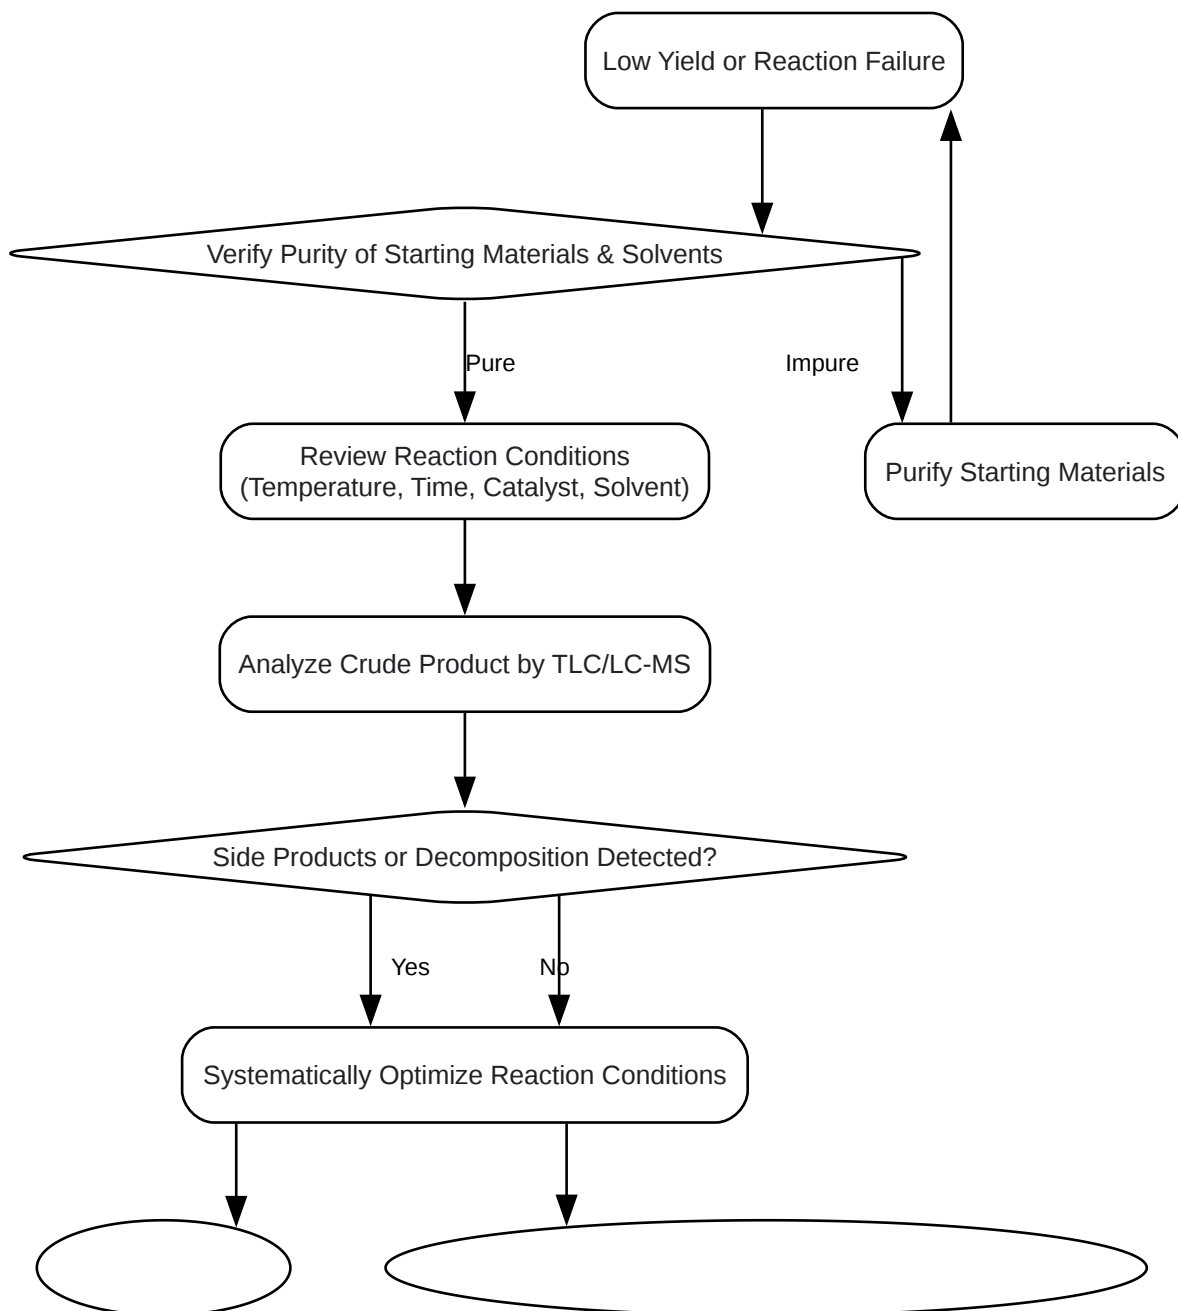 Low Yield or Reaction Failure
Verify Purity of Starting Materials & Solvents
Pure
Impure
Review Reaction Conditions
(Temperature, Time, Catalyst, Solvent)
Purify Starting Materials
Analyze Crude Product by TLC/LC-MS
Side Products or Decomposition Detected?
Yes
No
Systematically Optimize Reaction Conditions